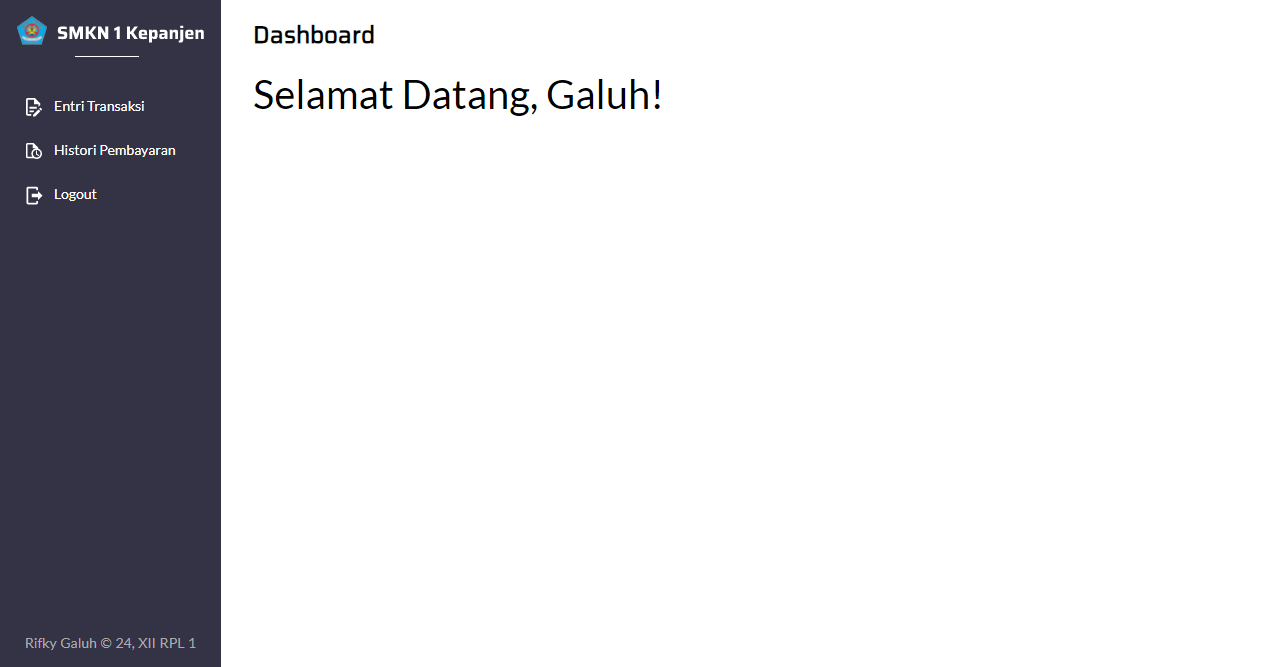 SMKN 1 Kepanjen
Entri Transaksi
Histori Pembayaran
Logout
Rifky Galuh © 24, XII RPL 1
Dashboard
Selamat Datang, Galuh!